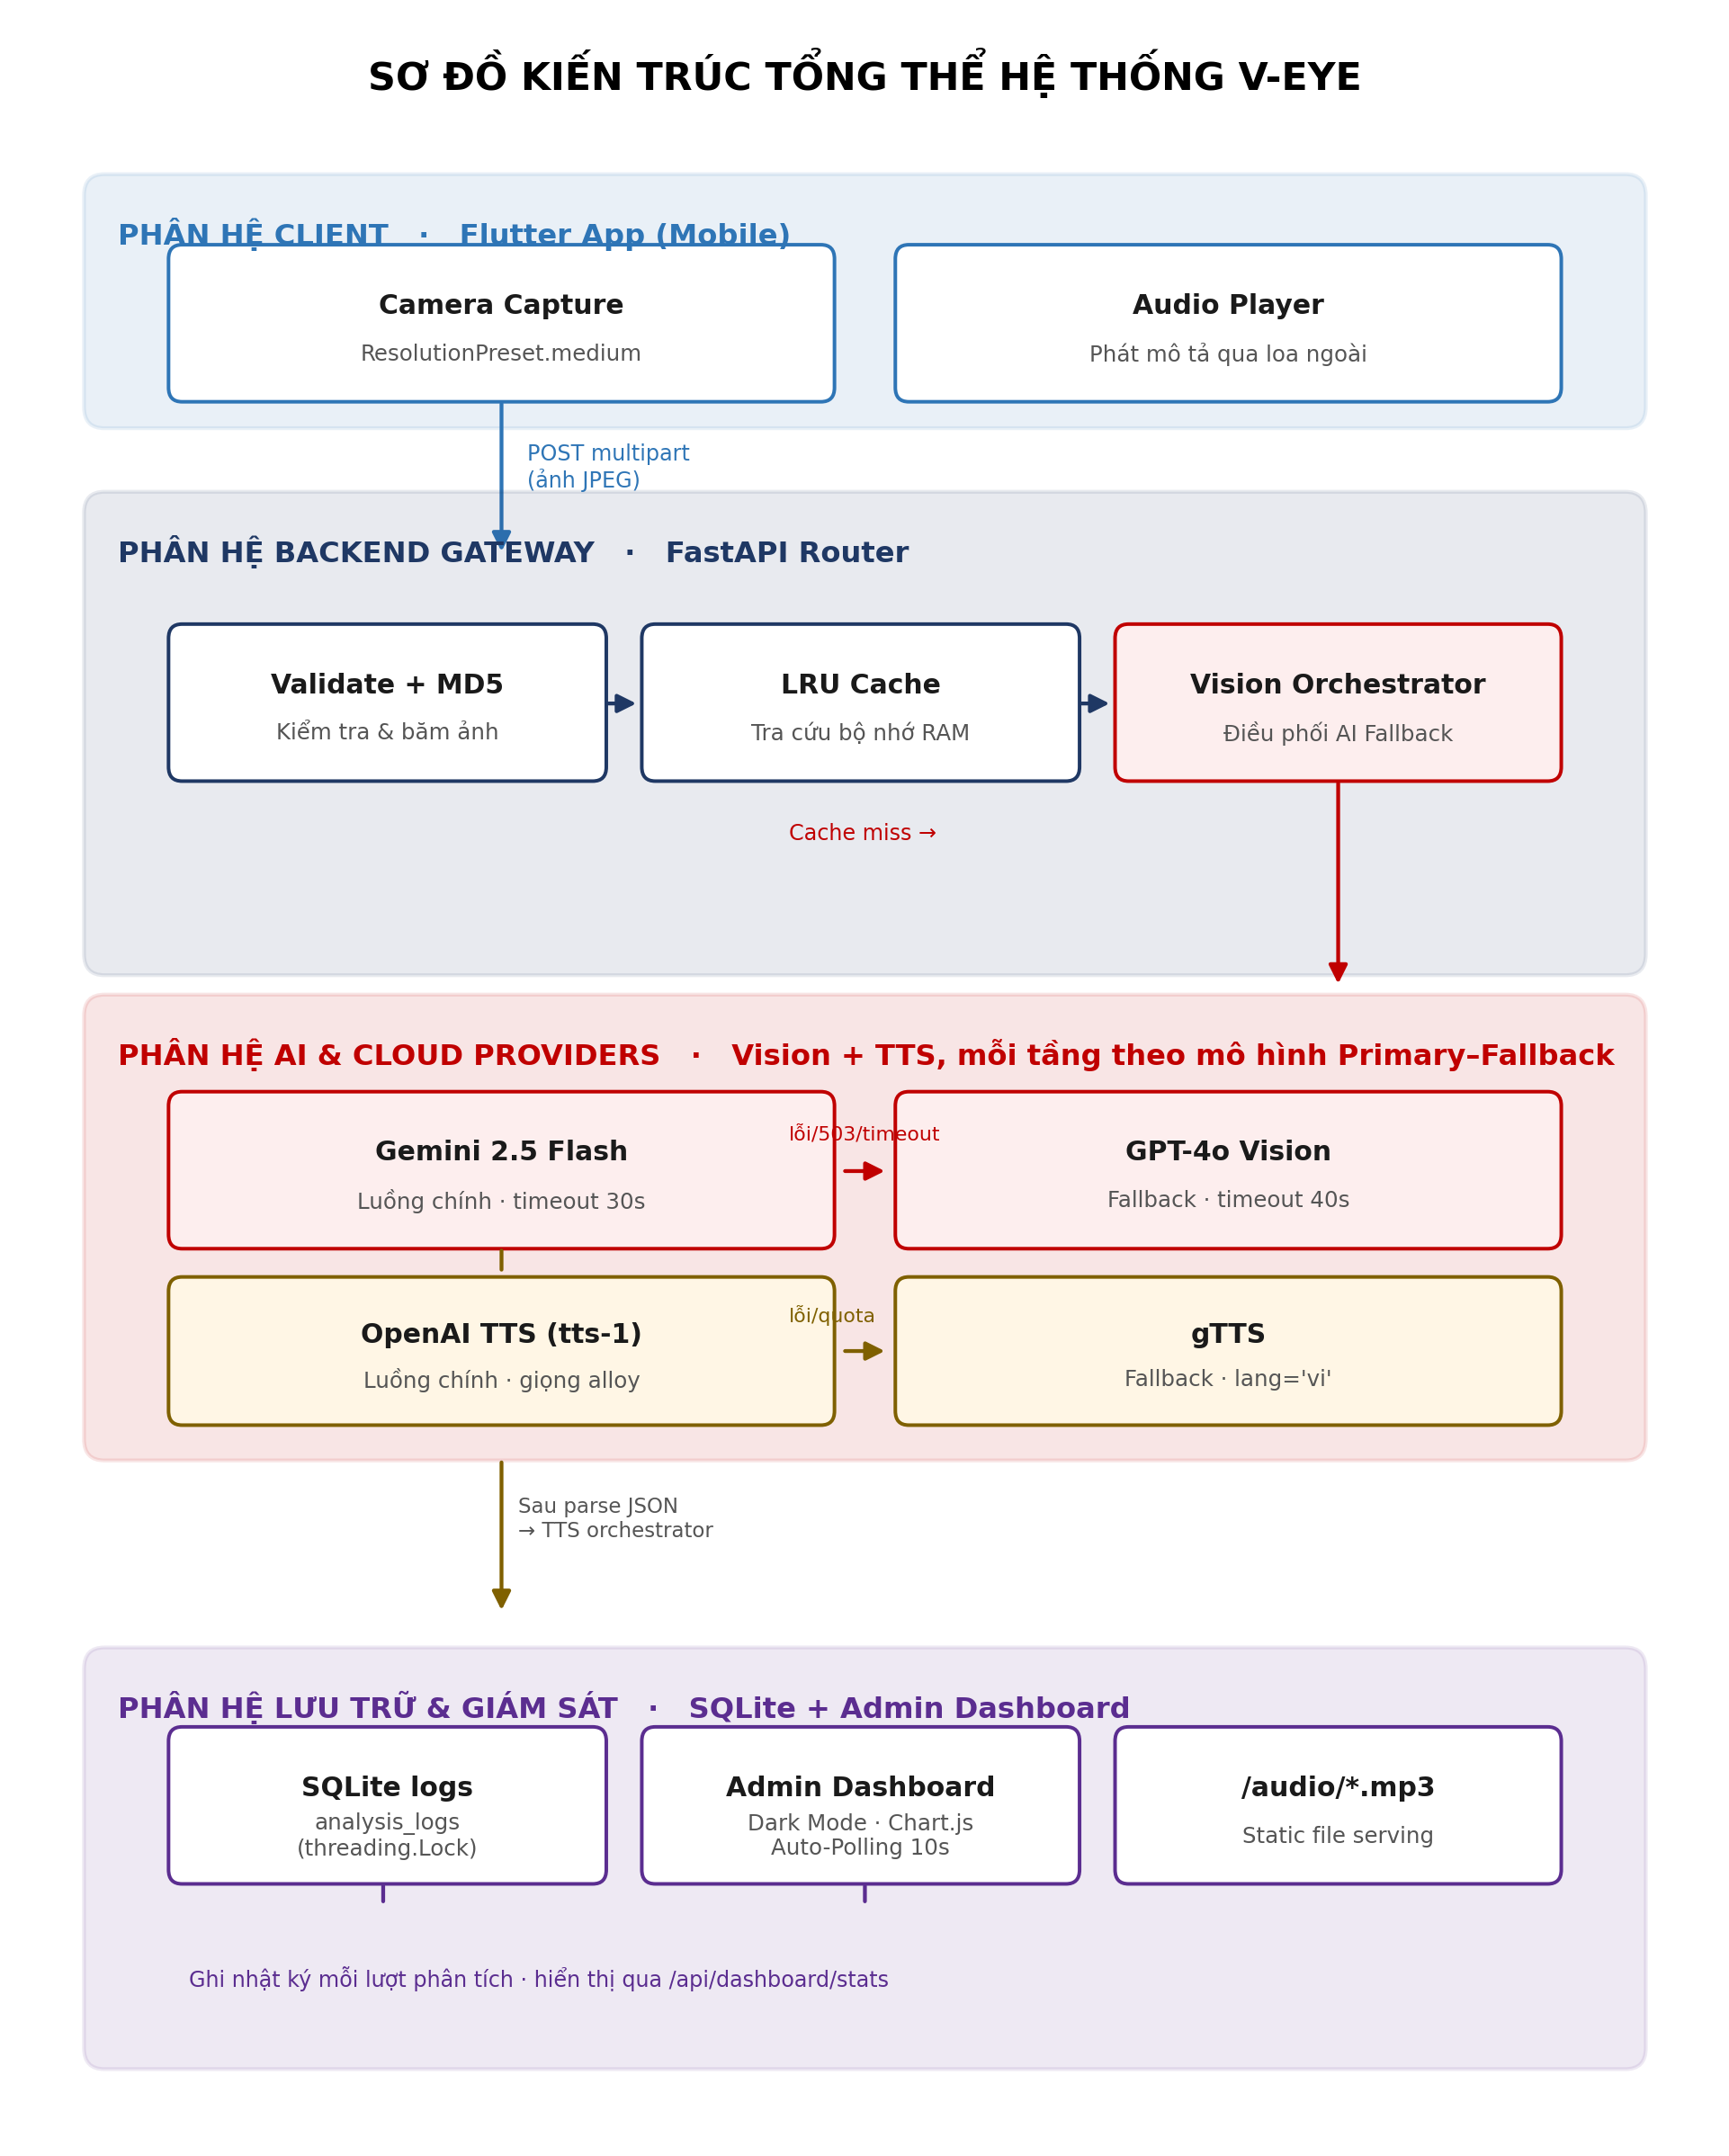 SƠ ĐỒ KIẾN TRÚC TỔNG THỂ HỆ THỐNG V-EYE
PHÂN HỆ CLIENT · Flutter App (Mobile)
Camera Capture
ResolutionPreset.medium
Audio Player
Phát mô tả qua loa ngoài
POST multipart
(ảnh JPEG)
PHÂN HỆ BACKEND GATEWAY · FastAPI Router
Validate + MD5
Kiểm tra & băm ảnh
LRU Cache
Tra cứu bộ nhớ RAM
Vision Orchestrator
Điều phối AI Fallback
Cache miss →
PHÂN HỆ AI & CLOUD PROVIDERS · Vision + TTS, mỗi tầng theo mô hình Primary–Fallback
Gemini 2.5 Flash
Luồng chính · timeout 30s
lỗi/503/timeout
GPT-4o Vision
Fallback · timeout 40s
OpenAI TTS (tts-1)
Luồng chính · giọng alloy
lỗi/quota
gTTS
Fallback · lang='vi'
Sau parse JSON
→ TTS orchestrator
PHÂN HỆ LƯU TRỮ & GIÁM SÁT · SQLite + Admin Dashboard
SQLite logs
analysis_logs
(threading.Lock)
Admin Dashboard
Dark Mode · Chart.js
Auto-Polling 10s
/audio/*.mp3
Static file serving
Ghi nhật ký mỗi lượt phân tích · hiển thị qua /api/dashboard/stats